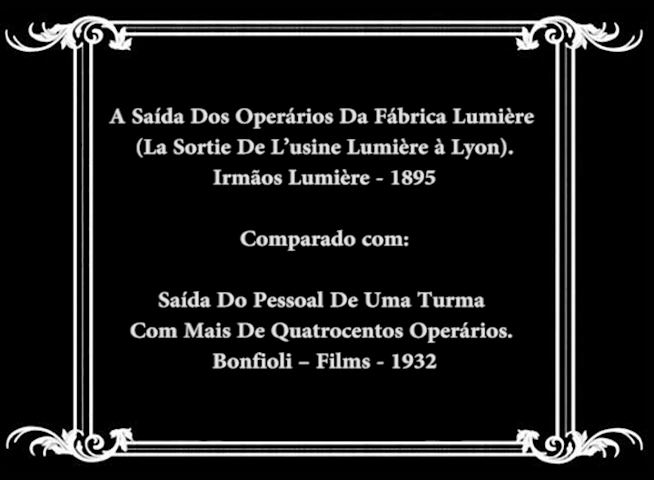 A Saída Dos Operários Da Fábrica Lumière
(La Sortie De L’usine Lumière à Lyon).
Irmãos Lumière - 1895
Comparado com:
Saída Do Pessoal De Uma Turma
Com Mais De Quatrocentos Operários.
Bonfioli – Films - 1932